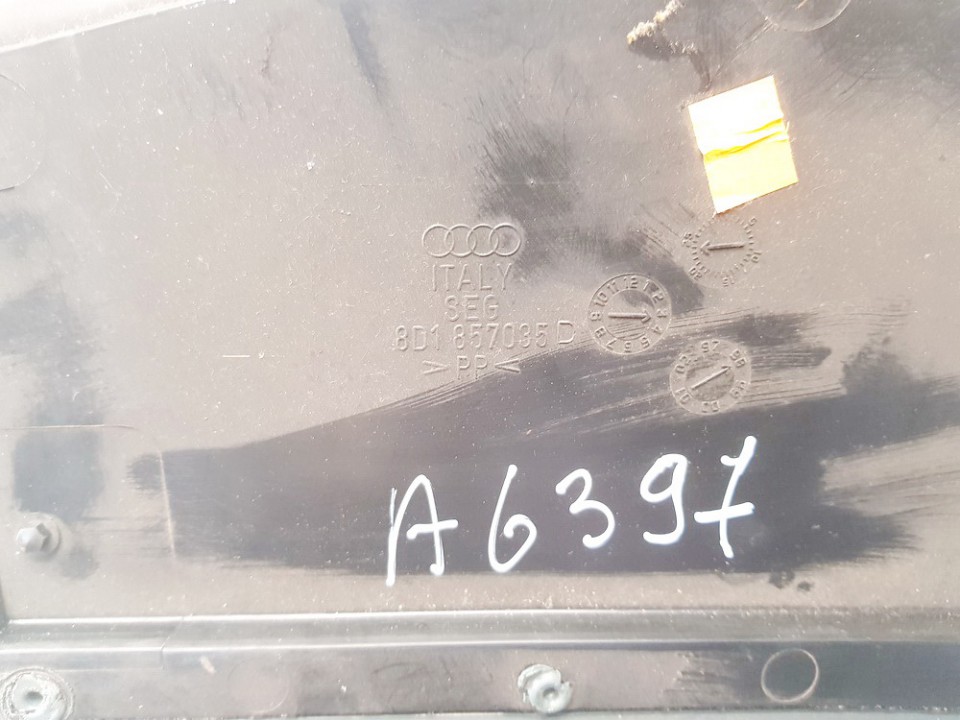 ITALY
SEG
8D1 857035 D
>PP<
A6397